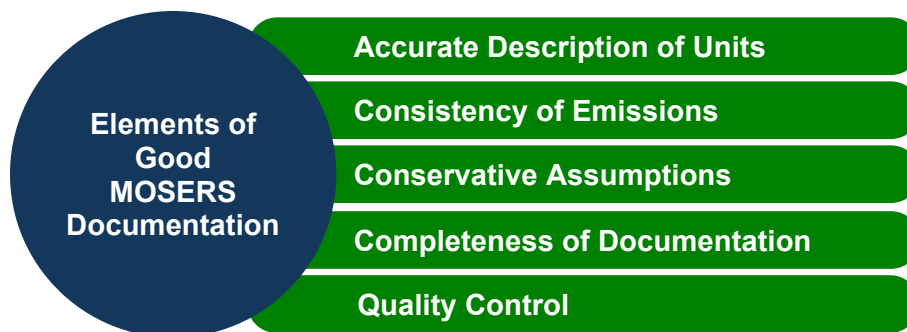 Elements of
Good
MOSERS
Documentation
Accurate Description of Units
Consistency of Emissions
Conservative Assumptions
Completeness of Documentation
Quality Control